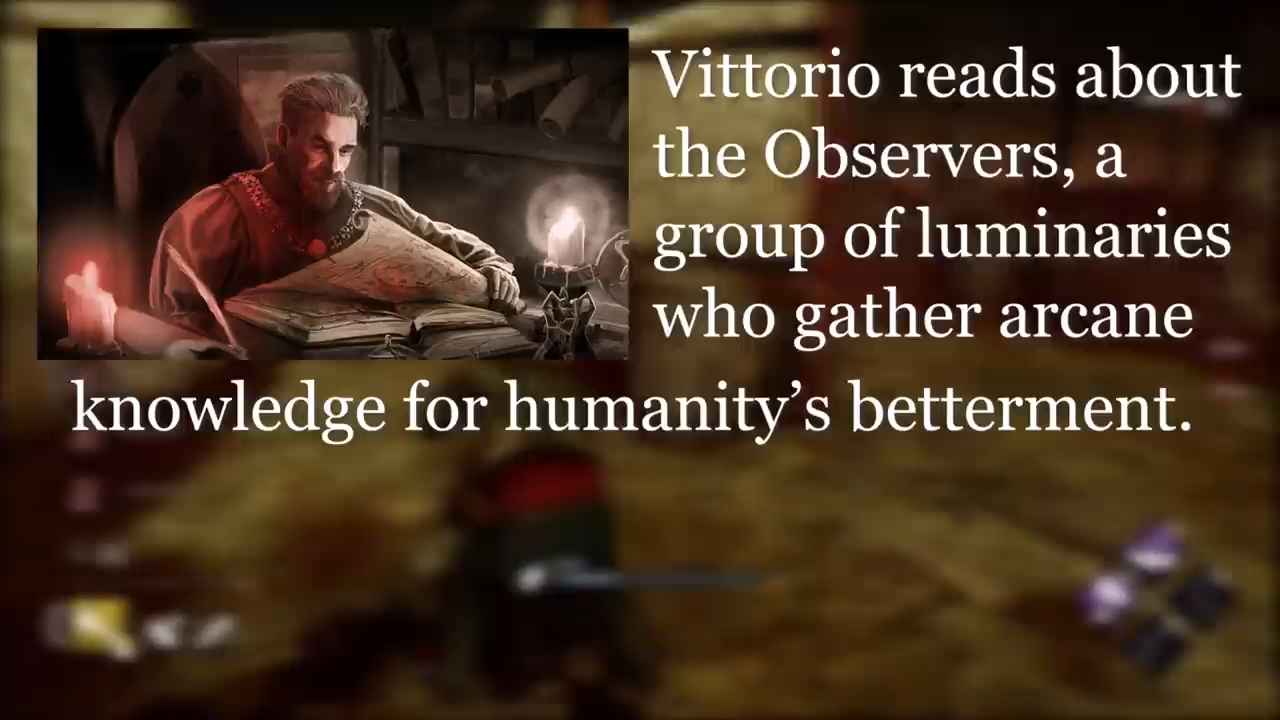 Vittorio reads about
the Observers, a
group of luminaries
who gather arcane
knowledge for humanity’s betterment.